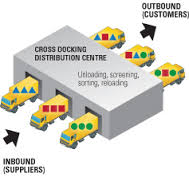 OUTBOUND
(CUSTOMERS)
CROSS DOCKING
DISTRIBUTION CENTRE
Unloading, screening,
sorting, reloading
INBOUND
(SUPPLIERS)